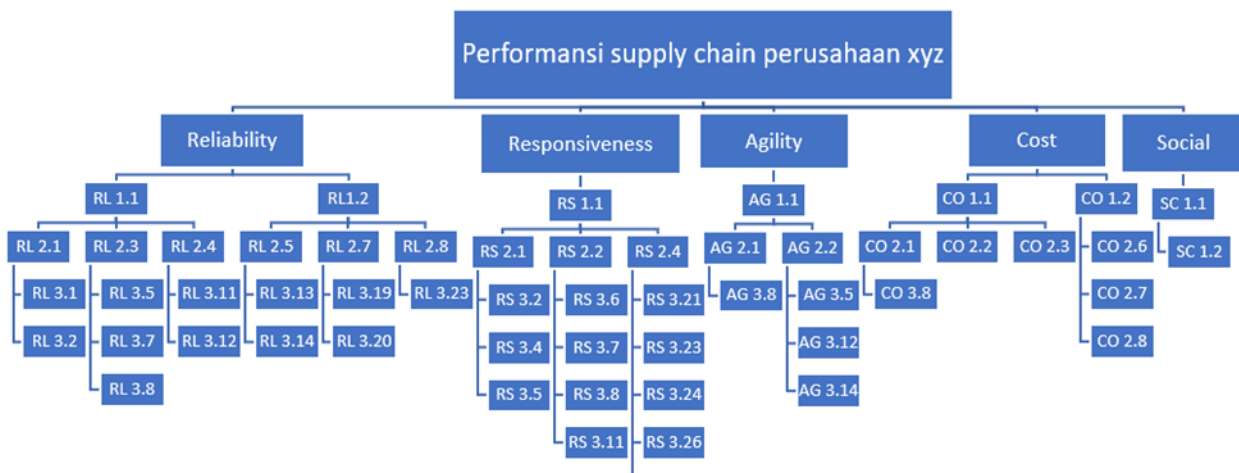 Performansi supply chain perusahaan xyz
Reliability
Responsiveness
Agility
Cost
Social
RL 1.1
RL1.2
RS 1.1
AG 1.1
CO 1.1
CO 1.2
SC 1.1
RL 2.1
RL 2.3
RL 2.4
RL 2.5
RL 2.7
RL 2.8
RS 2.1
RS 2.2
RS 2.4
AG 2.1
AG 2.2
CO 2.1
CO 2.2
CO 2.3
CO 2.6
SC 1.2
RL 3.1
RL 3.5
RL 3.11
RL 3.13
RL 3.19
RL 3.23
RS 3.2
RS 3.6
RS 3.21
AG 3.8
AG 3.5
CO 3.8
CO 2.7
RL 3.2
RL 3.7
RL 3.12
RL 3.14
RL 3.20
RS 3.4
RS 3.7
RS 3.23
AG 3.12
CO 2.8
RL 3.8
RS 3.5
RS 3.8
RS 3.24
AG 3.14
RS 3.11
RS 3.26